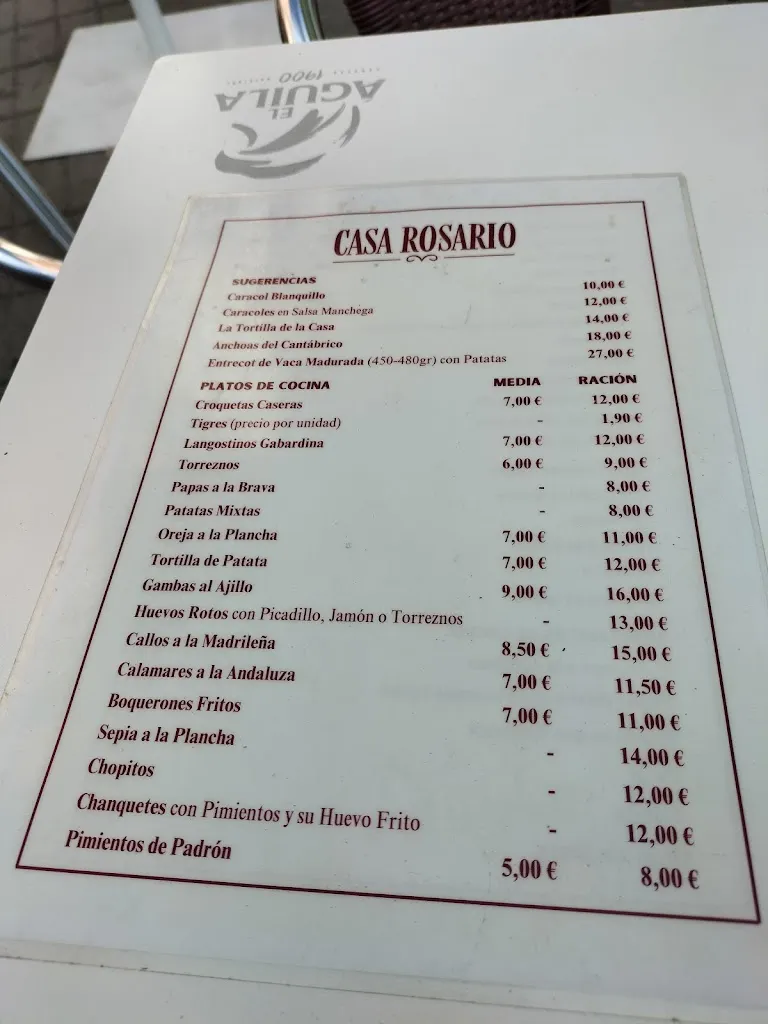 EL
ÁGUILA
1900
CASA ROSARIO
SUGERENCIAS
Caracol Blanquillo 10,00 €
Caracoles en Salsa Manchega 12,00 €
La Tortilla de la Casa 14,00 €
Anchoas del Cantábrico 18,00 €
Entrecot de Vaca Madurada (450-480gr) con Patatas 27,00 €
PLATOS DE COCINA MEDIA RACIÓN
Croquetas Caseras 7,00 € 12,00 €
Tigres (precio por unidad) - 1,90 €
Langostinos Gabardina 7,00 € 12,00 €
Torreznos 6,00 € 9,00 €
Papas a la Brava - 8,00 €
Patatas Mixtas - 8,00 €
Oreja a la Plancha 7,00 € 11,00 €
Tortilla de Patata 7,00 € 12,00 €
Gambas al Ajillo 9,00 € 16,00 €
Huevos Rotos con Picadillo, Jamón o Torreznos - 13,00 €
Callos a la Madrileña 8,50 € 15,00 €
Calamares a la Andaluza 7,00 € 11,50 €
Boquerones Fritos 7,00 € 11,00 €
Sepia a la Plancha - 14,00 €
Chopitos - 12,00 €
Chanquetes con Pimientos y su Huevo Frito - 12,00 €
Pimientos de Padrón 5,00 € 8,00 €